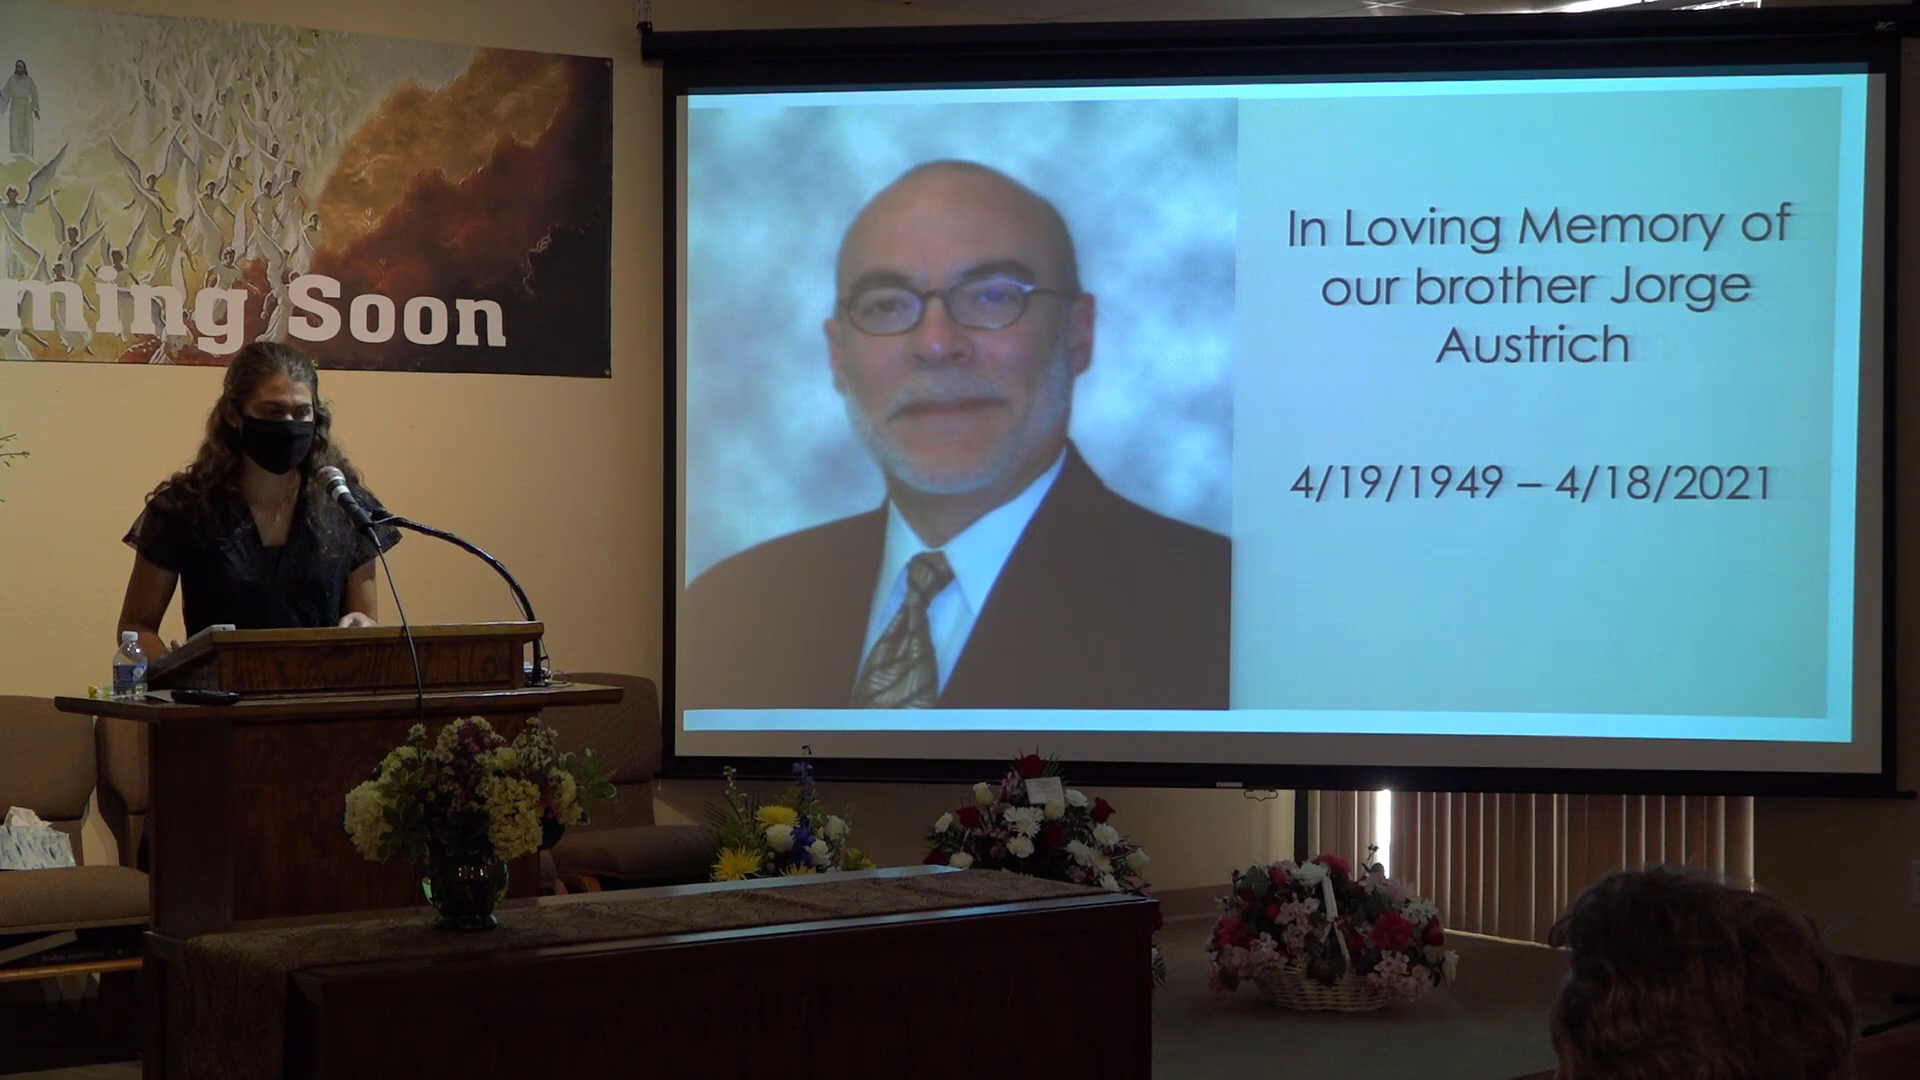 ming Soon
In Loving Memory of
our brother Jorge
Austrich
4/19/1949 – 4/18/2021